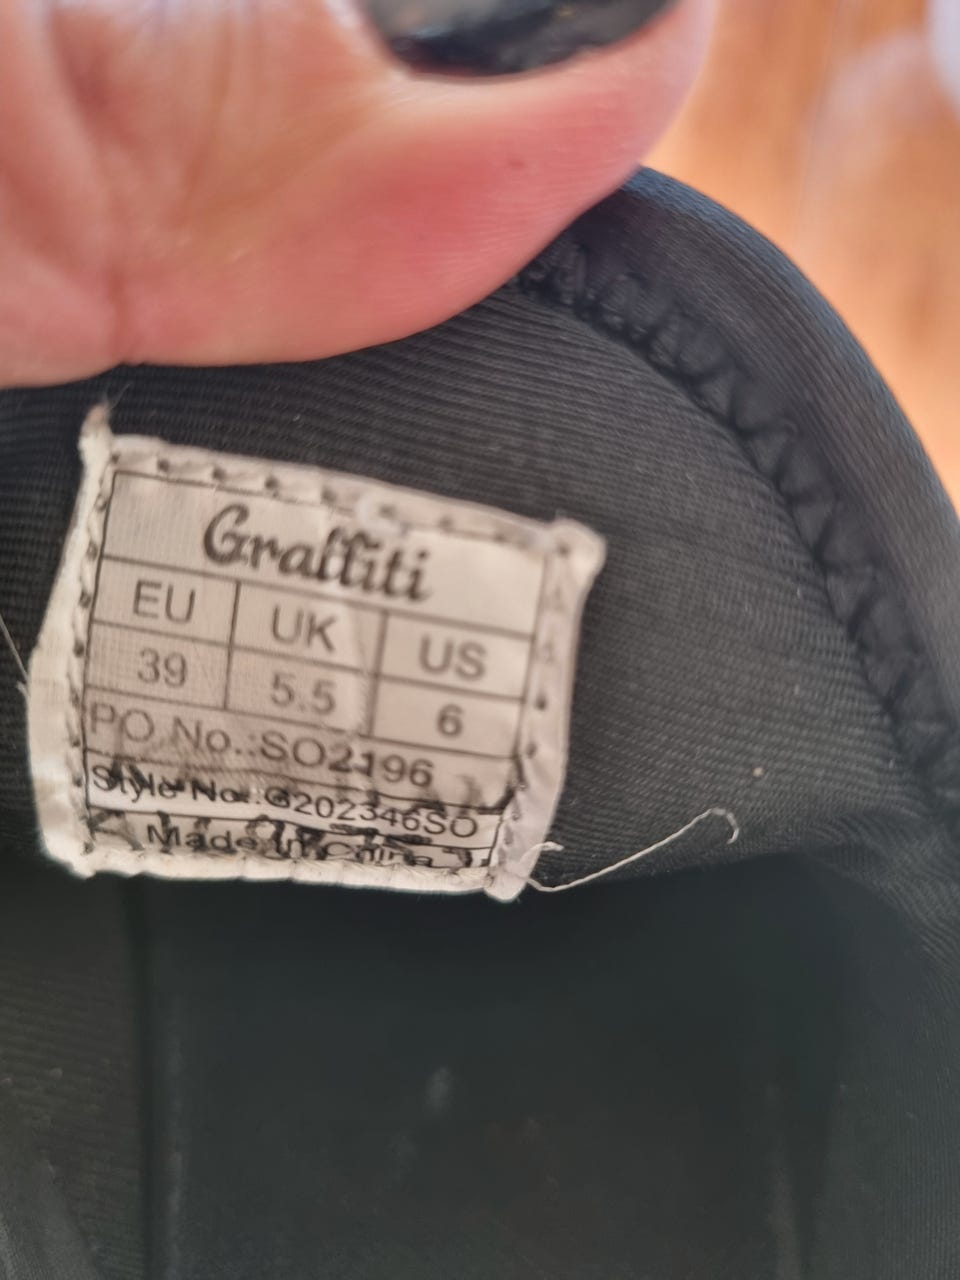 Graffiti
EU UK US
39 5.5 6
PO No.:SO2196
Style No.:G202346SO
Made in China